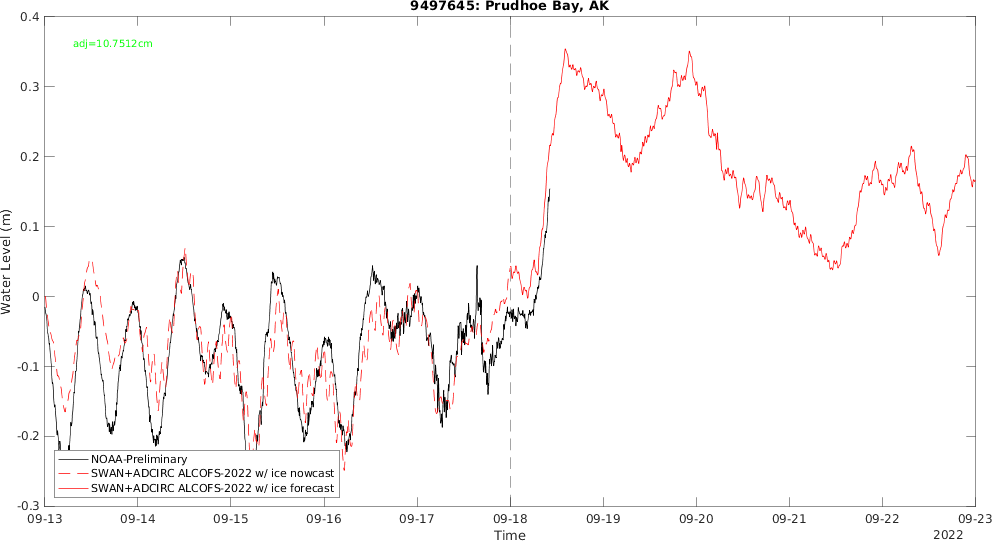 9497645: Prudhoe Bay, AK
adj=10.7512cm
0.4
0.3
0.2
0.1
0
-0.1
-0.2
-0.3
Water Level (m)
NOAA-Preliminary
SWAN+ADCIRC ALCOFS-2022 w/ ice nowcast
SWAN+ADCIRC ALCOFS-2022 w/ ice forecast
09-13 09-14 09-15 09-16 09-17 09-18 09-19 09-20 09-21 09-22 09-23
Time
2022